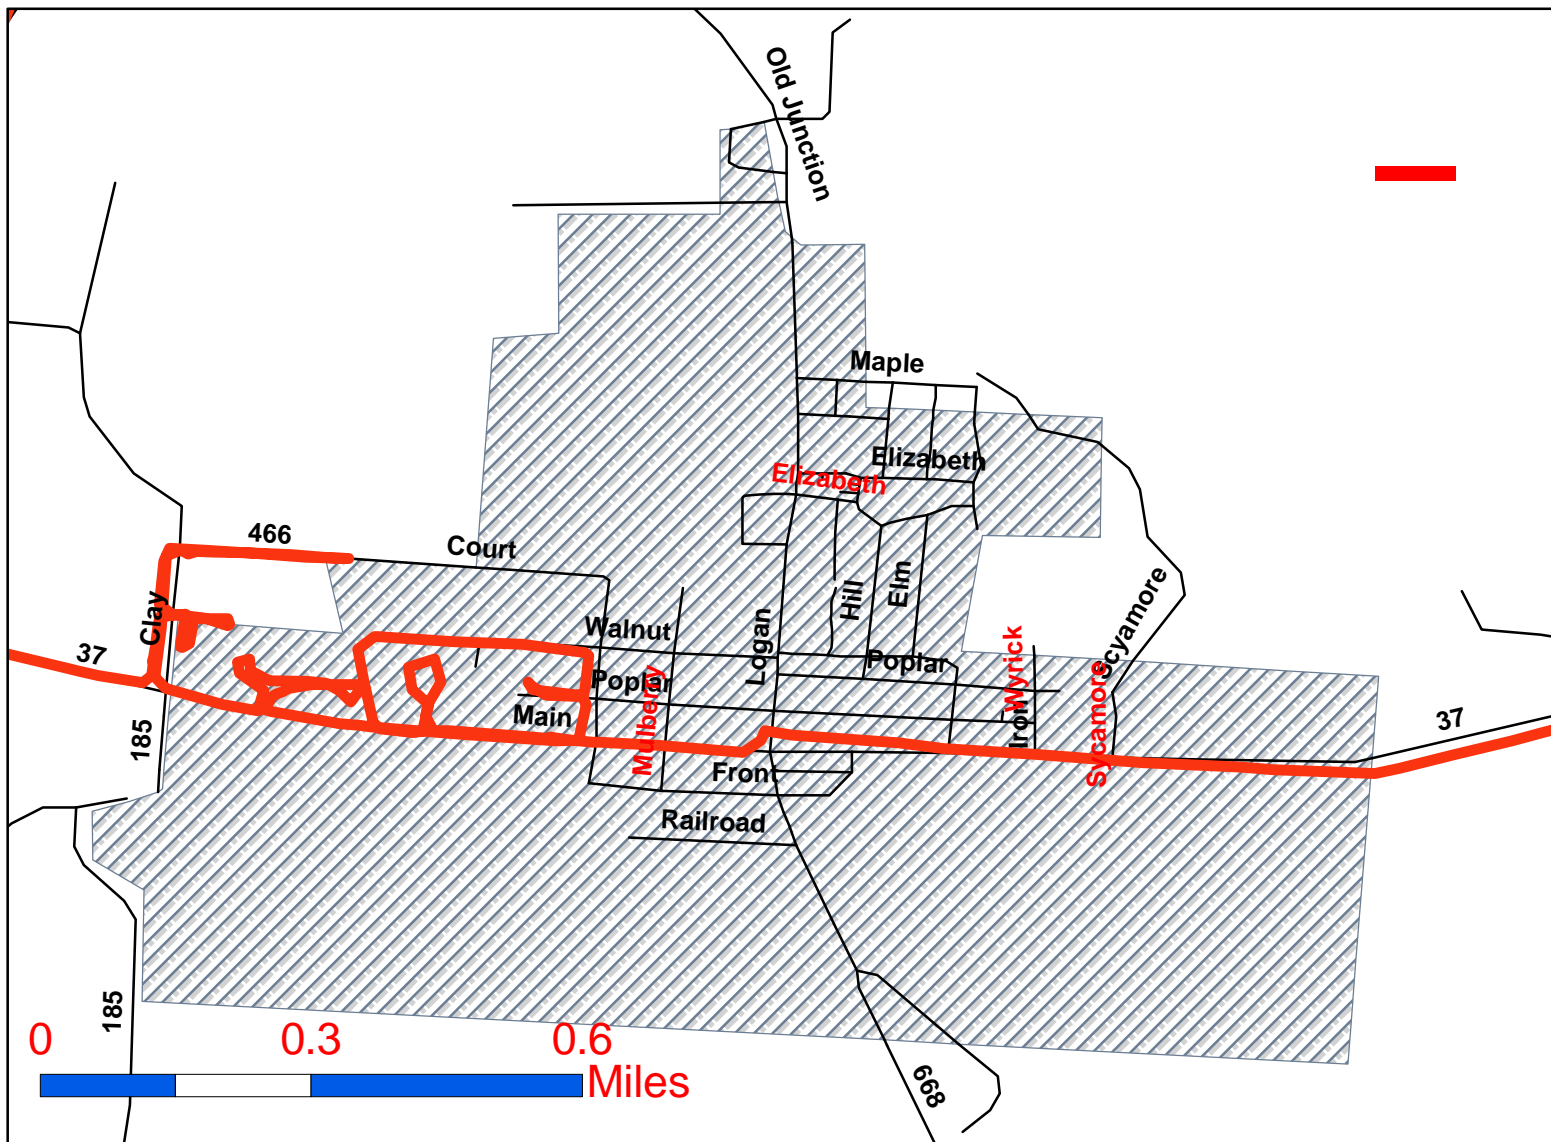 Old Junction
Maple
Elizabeth
Elizabeth
466
Court
Clay
Hill
Elm
Scyamore
Walnut
Logan
Wyrick
37
Poplar
Poplar
Mulberry
Main
Iron
Sycamore
37
185
Front
Railroad
185
668
0 0.3 0.6
Miles